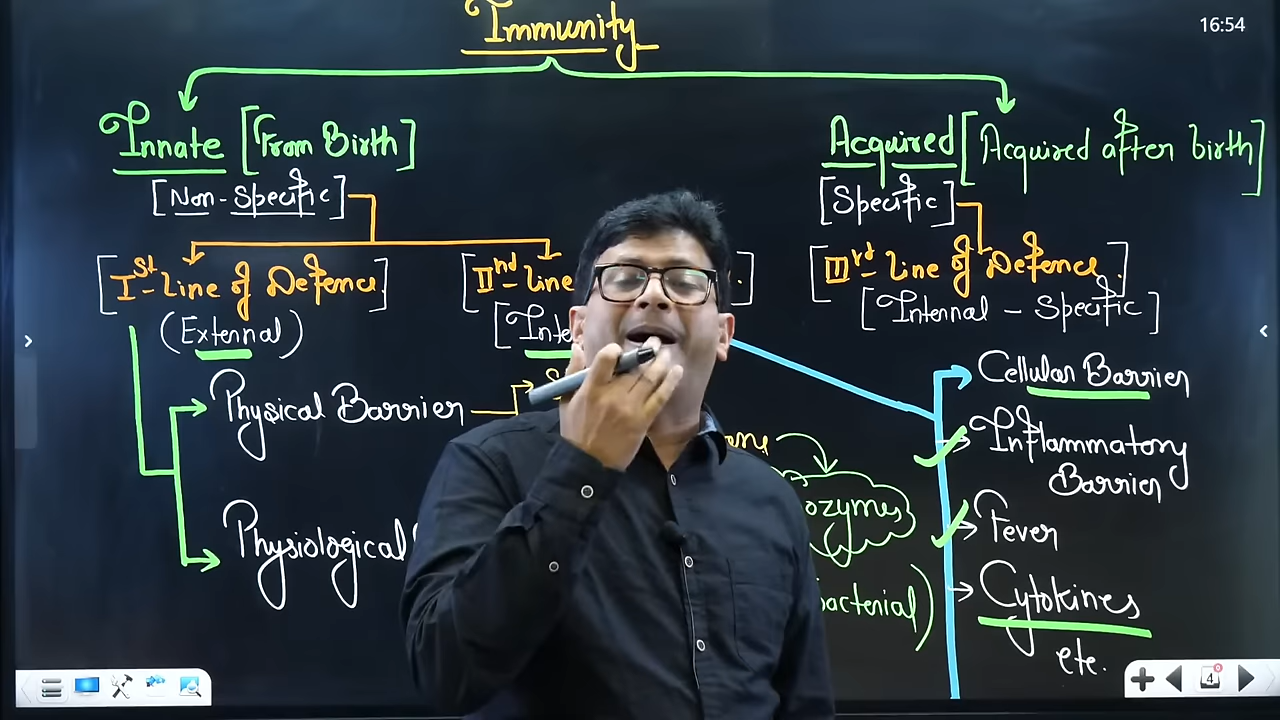 Immunity
16:54
Innate [From Birth]
Acquired [Acquired after birth]
[Non-Specific]
[Specific]
[Ist-Line of Defence]
[IInd-Line
[IIIrd-Line of Defence]
(External)
[Internal - Specific]
Physical Barrier
Cellular Barrier
Inflammatory
Barrier
Physiological
Fever
Cytokines
etc.
4